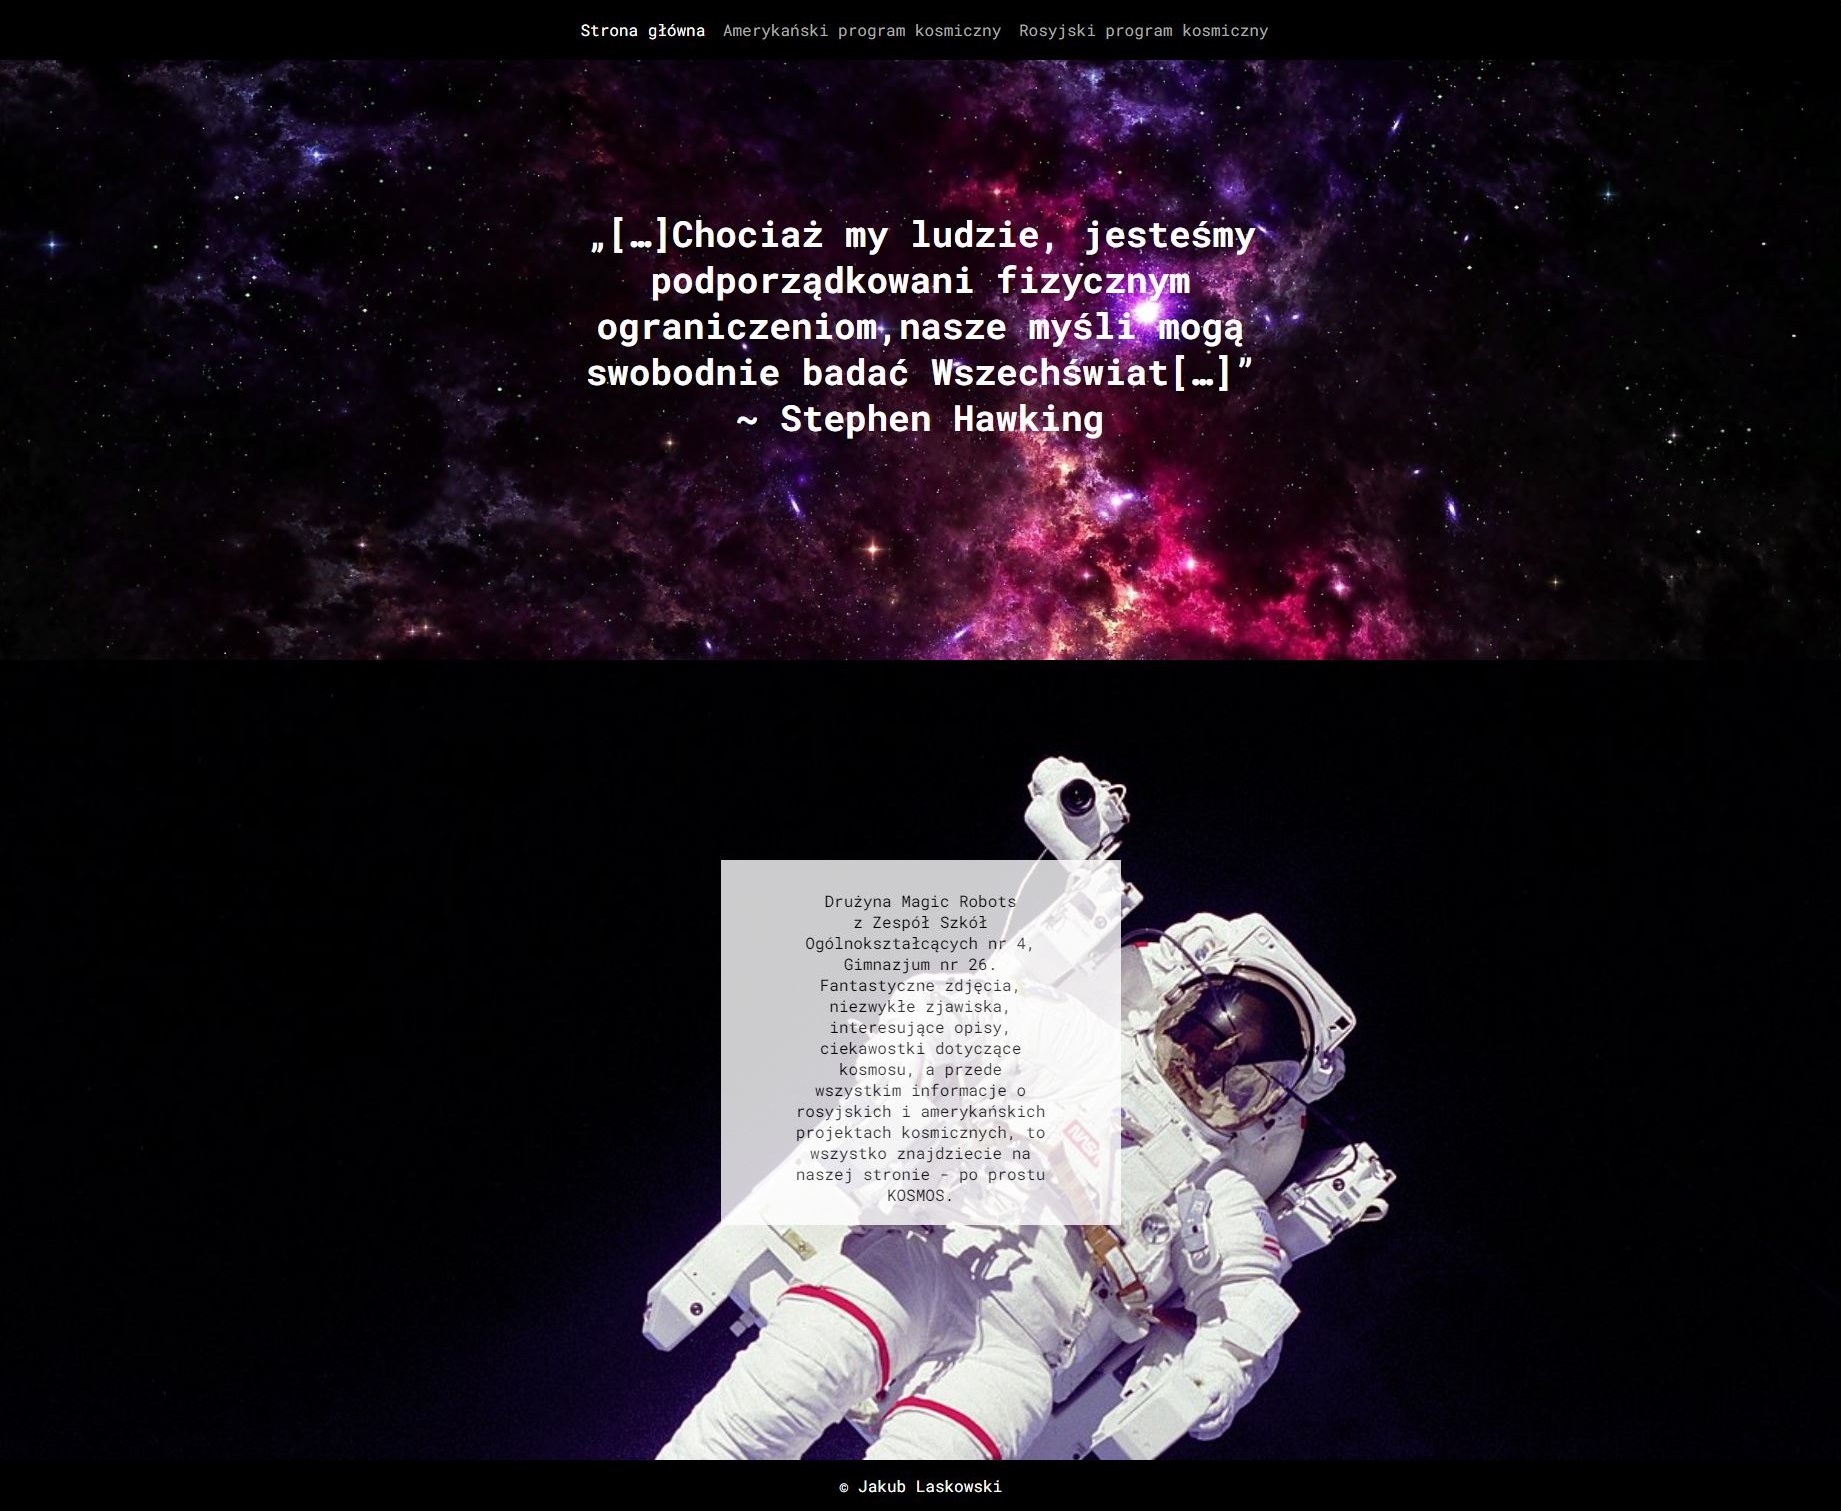 Strona główna Amerykański program kosmiczny Rosyjski program kosmiczny
„[…]Chociaż my ludzie, jesteśmy
podporządkowani fizycznym
ograniczeniom,nasze myśli mogą
swobodnie badać Wszechświat[…]”
~ Stephen Hawking
Drużyna Magic Robots
z Zespół Szkół
Ogólnokształcących nr 4,
Gimnazjum nr 26.
Fantastyczne zdjęcia,
niezwykłe zjawiska,
interesujące opisy,
ciekawostki dotyczące
kosmosu, a przede
wszystkim informacje o
rosyjskich i amerykańskich
projektach kosmicznych, to
wszystko znajdziecie na
naszej stronie - po prostu
KOSMOS.
NASA
© Jakub Laskowski